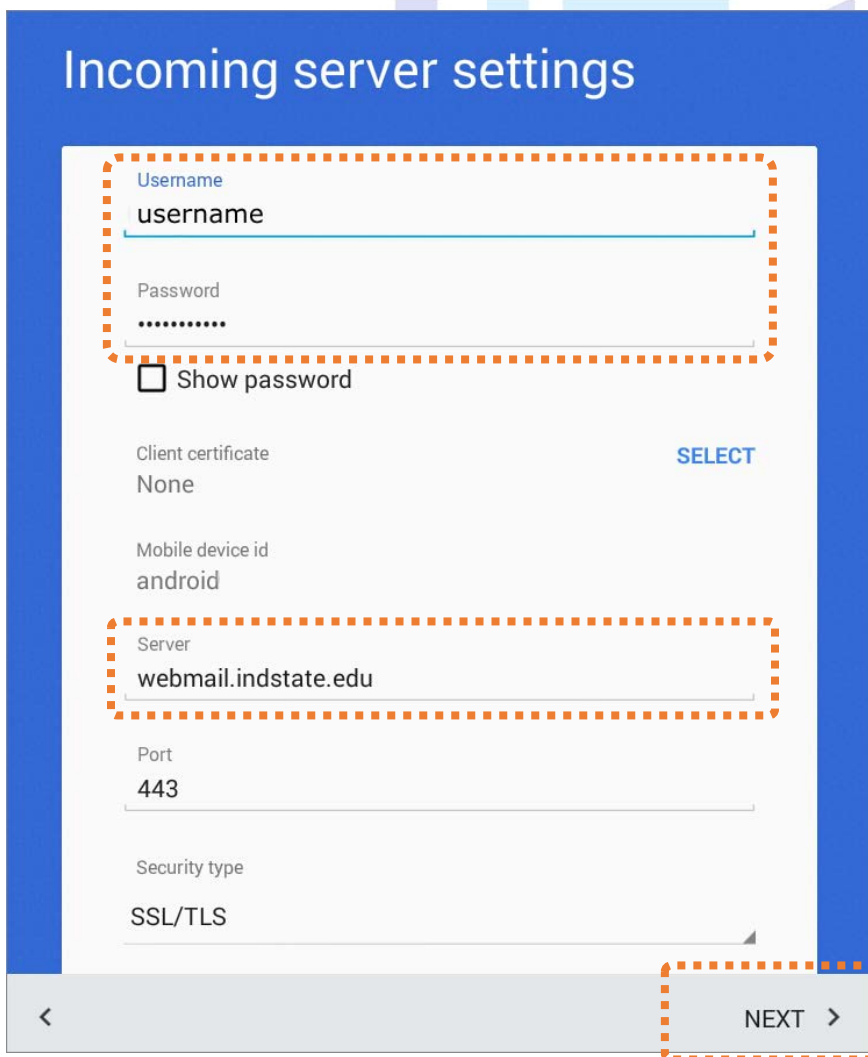 Incoming server settings
Username
username
Password
•••••••••••
Show password
Client certificate
SELECT
None
Mobile device id
android
Server
webmail.indstate.edu
Port
443
Security type
SSL/TLS
< NEXT >